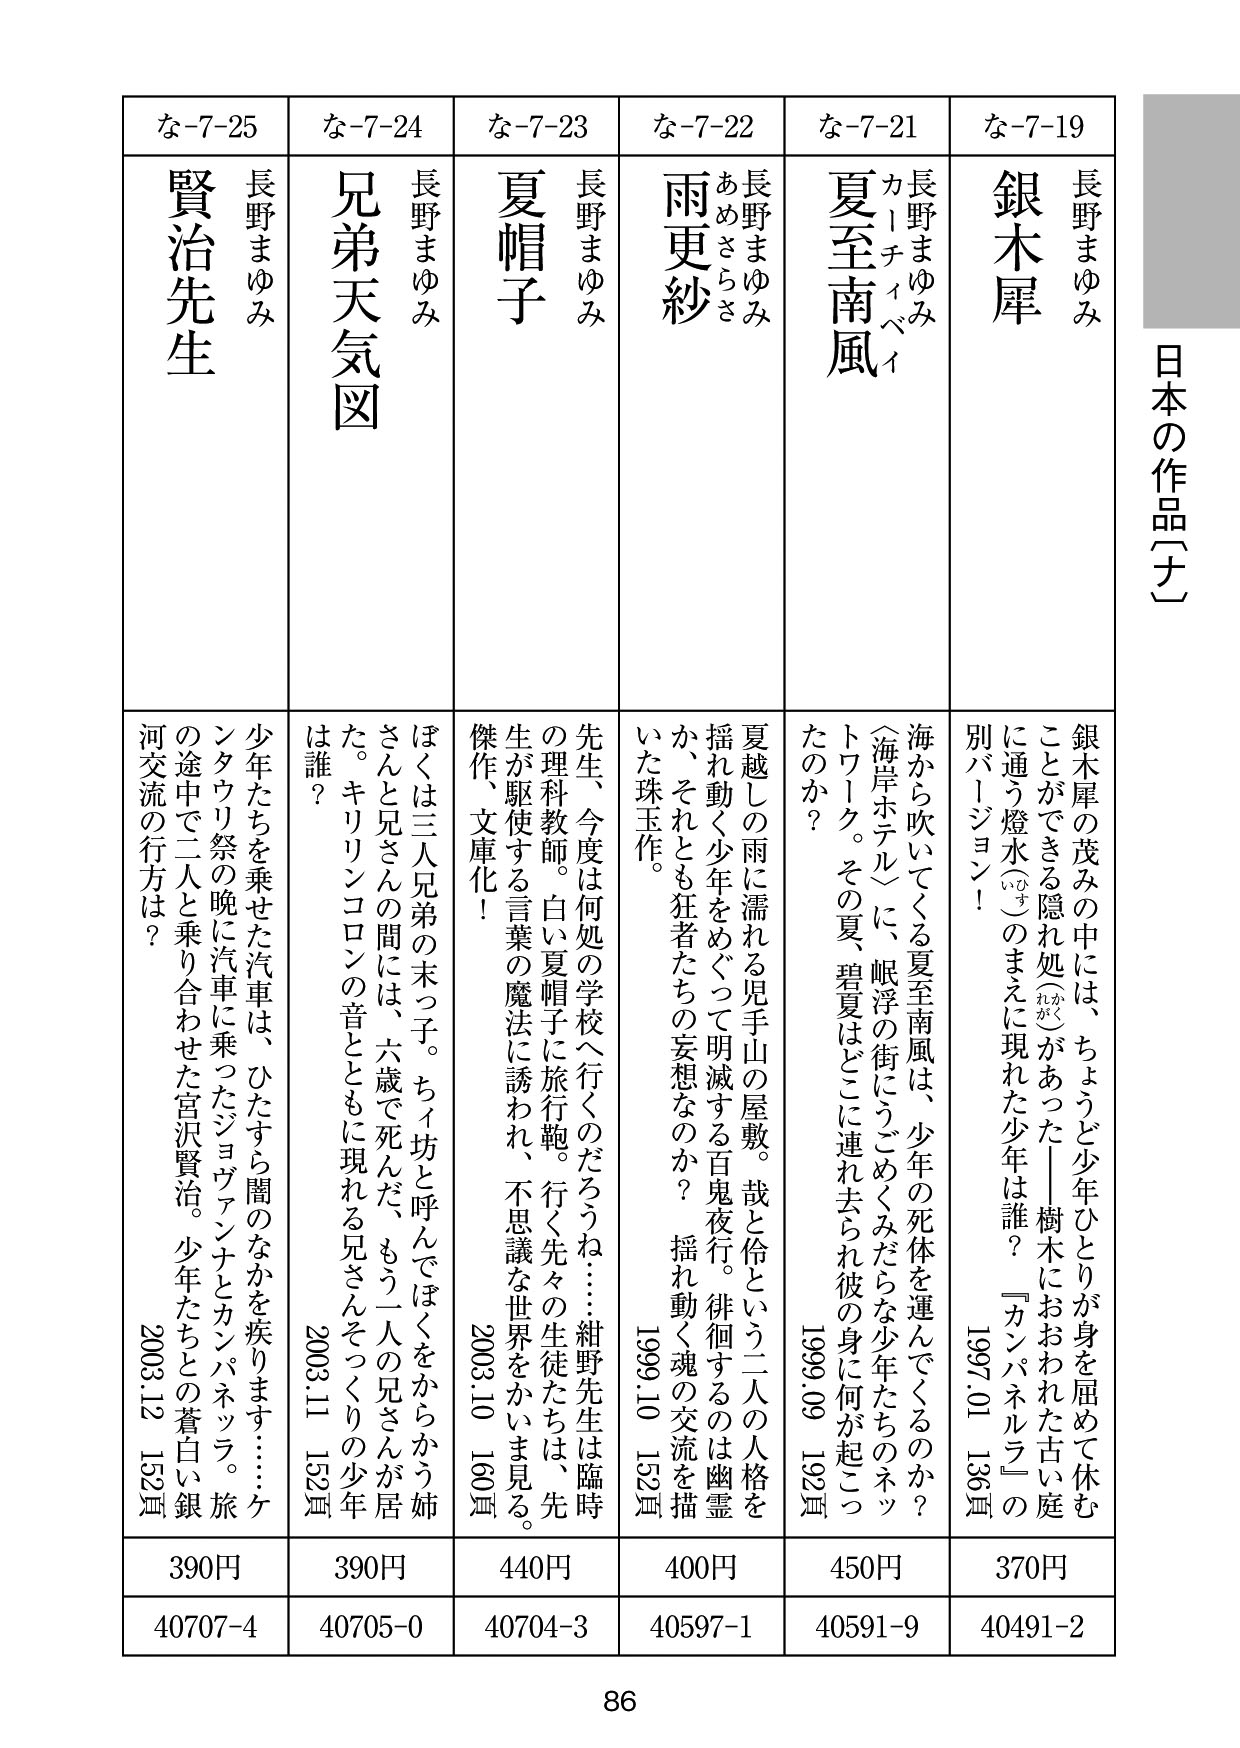 日本の作品〔ナ〕
な-7-19
長野まゆみ
銀木犀
銀木犀の茂みの中には、ちょうど少年ひとりが身を屈めて休む
ことができる隠れ処(かくれが)があった――樹木におおわれた古い庭
に通う燈水(ひすい)のまえに現れた少年は誰？　『カンパネルラ』の
別バージョン！
1997.01　136頁
370円
40491-2
な-7-21
長野まゆみ
カーチィベイ
夏至南風
海から吹いてくる夏至南風は、少年の死体を運んでくるのか？
〈海岸ホテル〉に、岷浮の街にうごめくみだらな少年たちのネッ
トワーク。その夏、碧夏はどこに連れ去られ彼の身に何が起こっ
たのか？
1999.09　192頁
450円
40591-9
な-7-22
長野まゆみ
あめさらさ
雨更紗
夏越しの雨に濡れる児手山の屋敷。哉と伶という二人の人格を
揺れ動く少年をめぐって明滅する百鬼夜行。徘徊するのは幽霊
か、それとも狂者たちの妄想なのか？　揺れ動く魂の交流を描
いた珠玉作。
1999.10　152頁
400円
40597-1
な-7-23
長野まゆみ
夏帽子
先生、今度は何処の学校へ行くのだろうね……紺野先生は臨時
の理科教師。白い夏帽子に旅行鞄。行く先々の生徒たちは、先
生が駆使する言葉の魔法に誘われ、不思議な世界をかいま見る。
傑作、文庫化！
2003.10　160頁
440円
40704-3
な-7-24
長野まゆみ
兄弟天気図
ぼくは三人兄弟の末っ子。ちィ坊と呼んでぼくをからかう姉
さんと兄さんの間には、六歳で死んだ、もう一人の兄さんが居
た。キリリンコロンの音とともに現れる兄さんそっくりの少年
は誰？
2003.11　152頁
390円
40705-0
な-7-25
長野まゆみ
賢治先生
少年たちを乗せた汽車は、ひたすら闇のなかを疾ります……ケ
ンタウリ祭の晩に汽車に乗ったジョヴァンナとカンパネッラ。旅
の途中で二人と乗り合わせた宮沢賢治。少年たちとの蒼白い銀
河交流の行方は？
2003.12　152頁
390円
40707-4
86